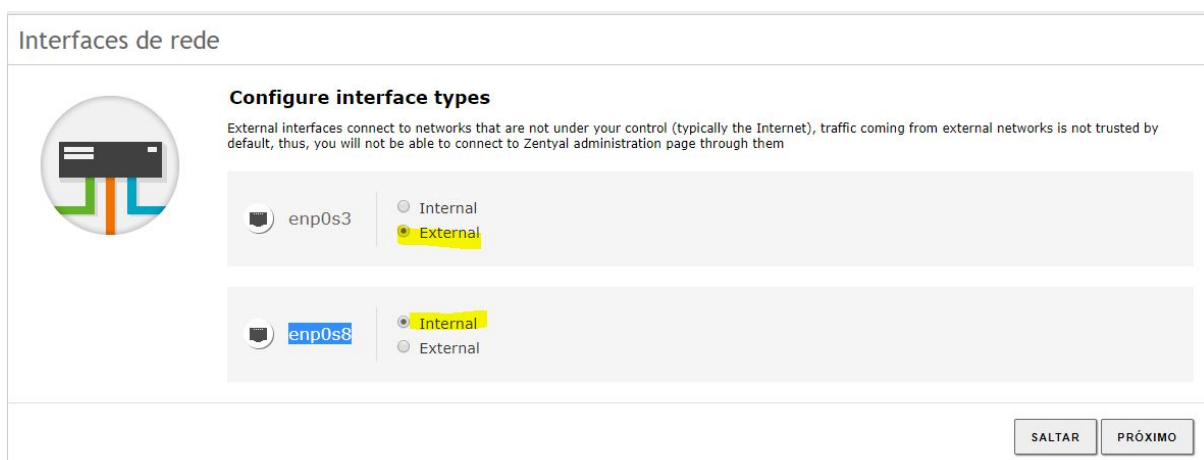 Interfaces de rede
Configure interface types
External interfaces connect to networks that are not under your control (typically the Internet), traffic coming from external networks is not trusted by
default, thus, you will not be able to connect to Zentyal administration page through them
enp0s3
Internal
External
enp0s8
Internal
External
SALTAR PRÓXIMO